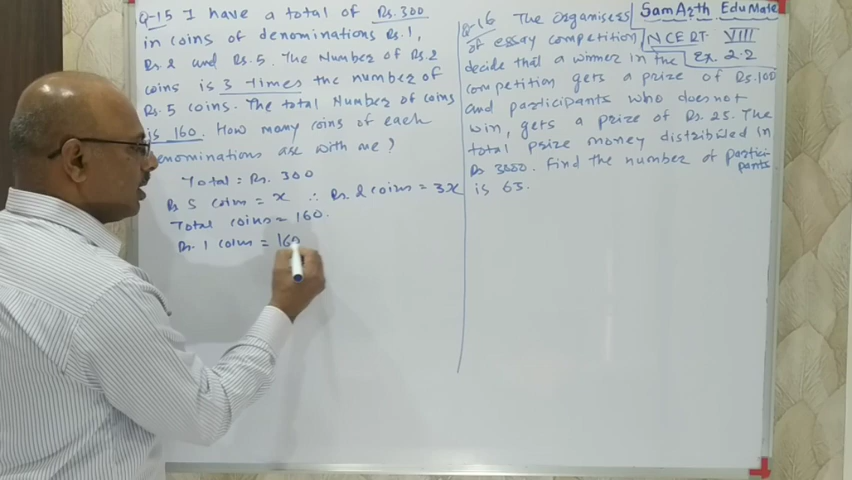 Q-15 I have a total of Rs.300
in coins of denominations Rs.1,
Rs.2 and Rs.5. The Number of Rs.2
coins is 3 times the number of
Rs.5 coins. The total Number of coins
is 160. How many coins of each
denominations are with me?
Total = Rs. 300
Rs 5 coins = x ∴ Rs. 2 coins = 3x
Total coins = 160.
Rs. 1 coins = 160
SamArth EduMate
NCERT VIII
Ex. 2.2
Q-16 The Organisers
of essay competition
decide that a winner in the
competition gets a prize of Rs.100
and participants who does not
win, gets a prize of Rs. 25. The
total prize money distributed in
Rs 3000. Find the number of partici-
pants
is 63.